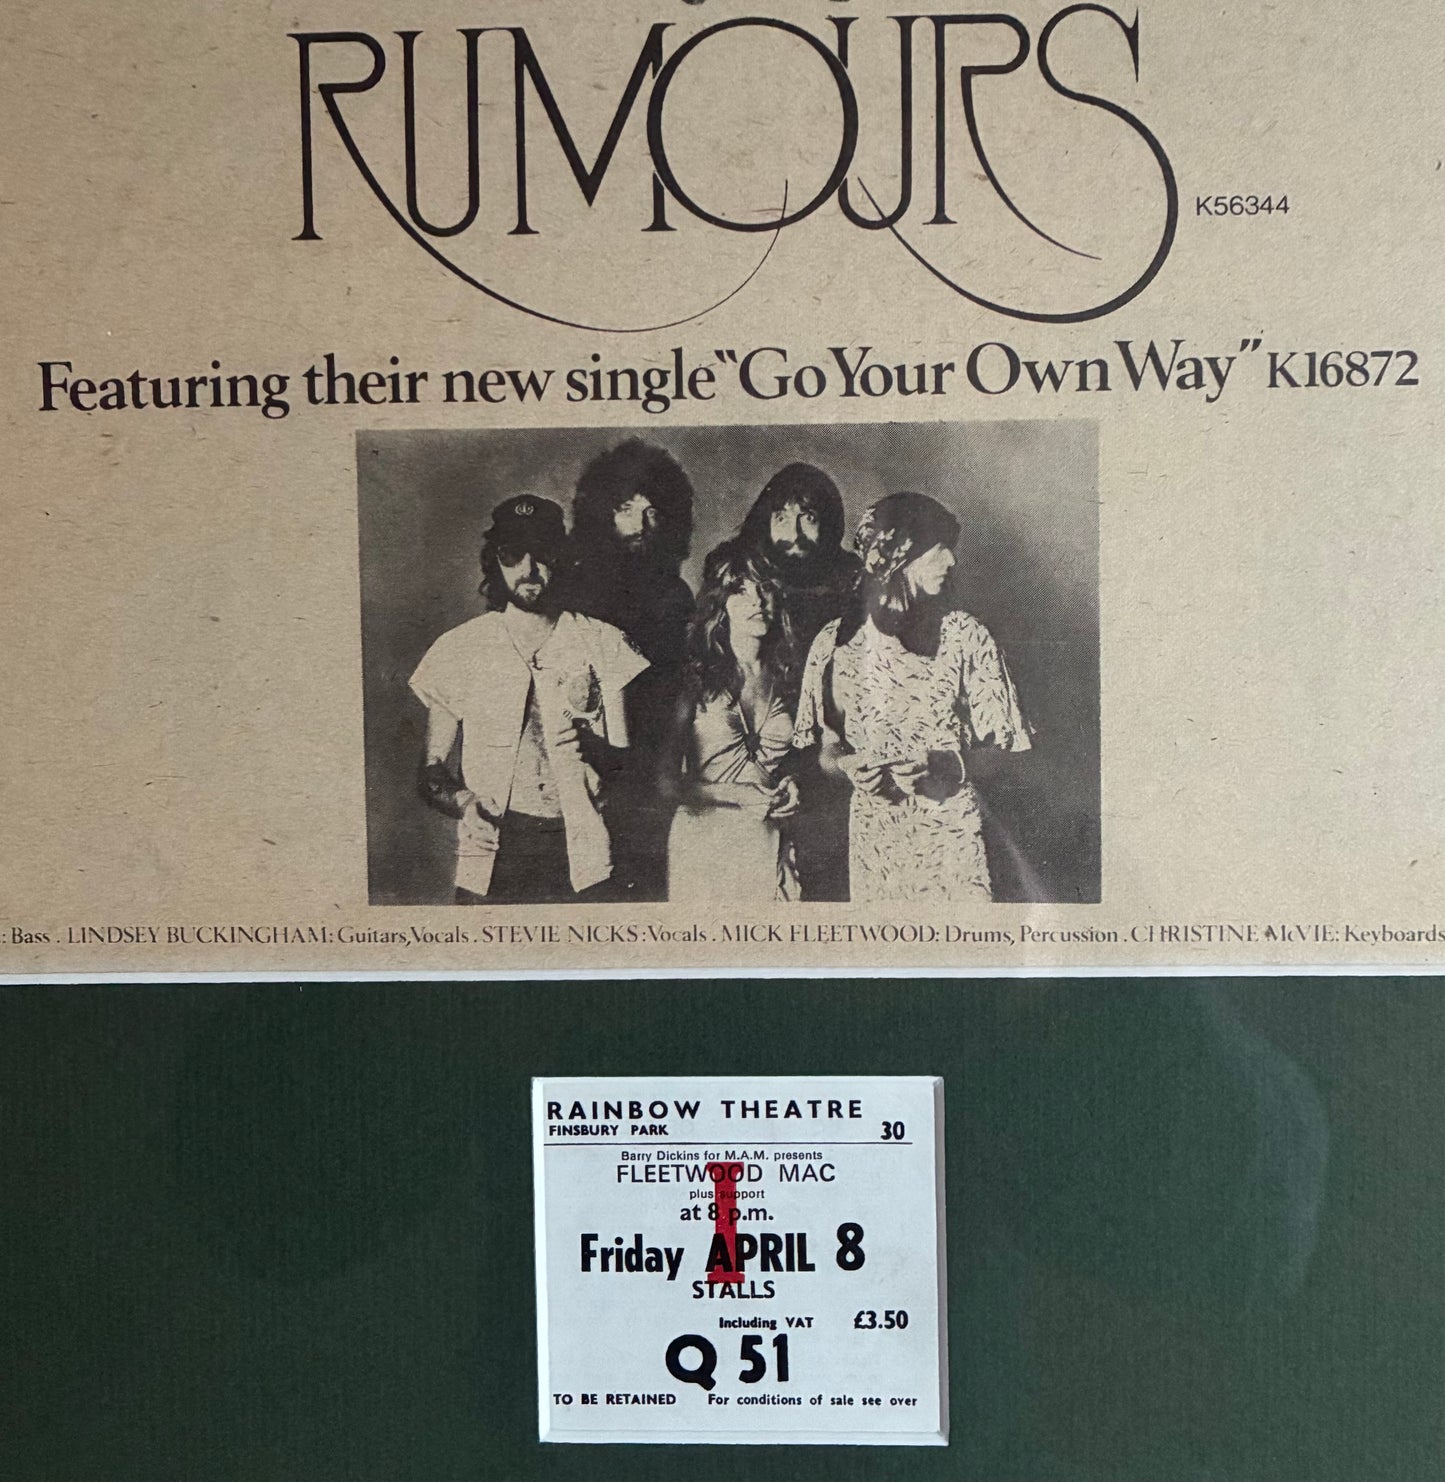 RUMOURS
K56344
Featuring their new single "Go Your Own Way" K16872
: Bass . LINDSEY BUCKINGHAM: Guitars, Vocals . STEVIE NICKS: Vocals . MICK FLEETWOOD: Drums, Percussion . CHRISTINE McVIE: Keyboards
RAINBOW THEATRE
FINSBURY PARK 30
Barry Dickins for M.A.M. presents
FLEETWOOD MAC
plus support
at 8 p.m.
I
Friday APRIL 8
STALLS
Including VAT £3.50
Q 51
TO BE RETAINED For conditions of sale see over